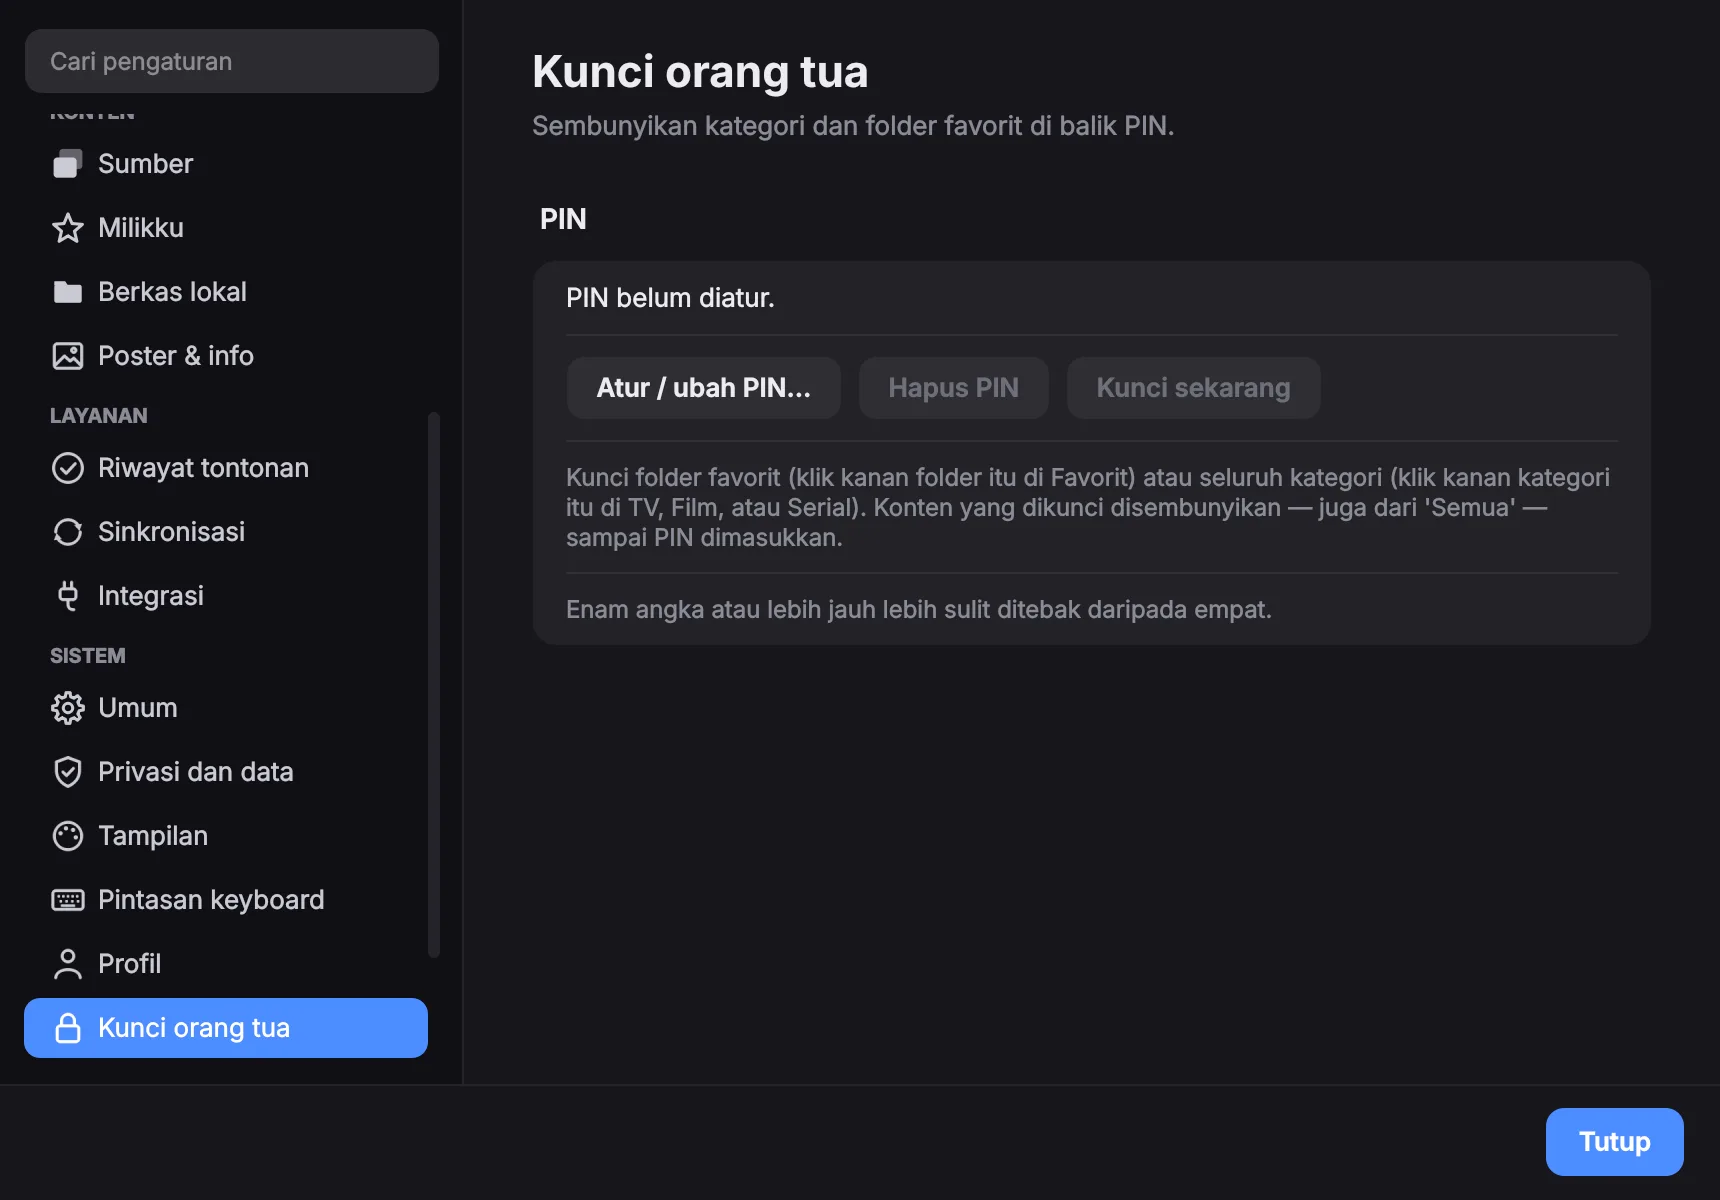 Cari pengaturan
KONTEN
Sumber
Milikku
Berkas lokal
Poster & info
LAYANAN
Riwayat tontonan
Sinkronisasi
Integrasi
SISTEM
Umum
Privasi dan data
Tampilan
Pintasan keyboard
Profil
Kunci orang tua
Kunci orang tua
Sembunyikan kategori dan folder favorit di balik PIN.
PIN
PIN belum diatur.
Atur / ubah PIN...
Hapus PIN
Kunci sekarang
Kunci folder favorit (klik kanan folder itu di Favorit) atau seluruh kategori (klik kanan kategori
itu di TV, Film, atau Serial). Konten yang dikunci disembunyikan — juga dari 'Semua' —
sampai PIN dimasukkan.
Enam angka atau lebih jauh lebih sulit ditebak daripada empat.
Tutup